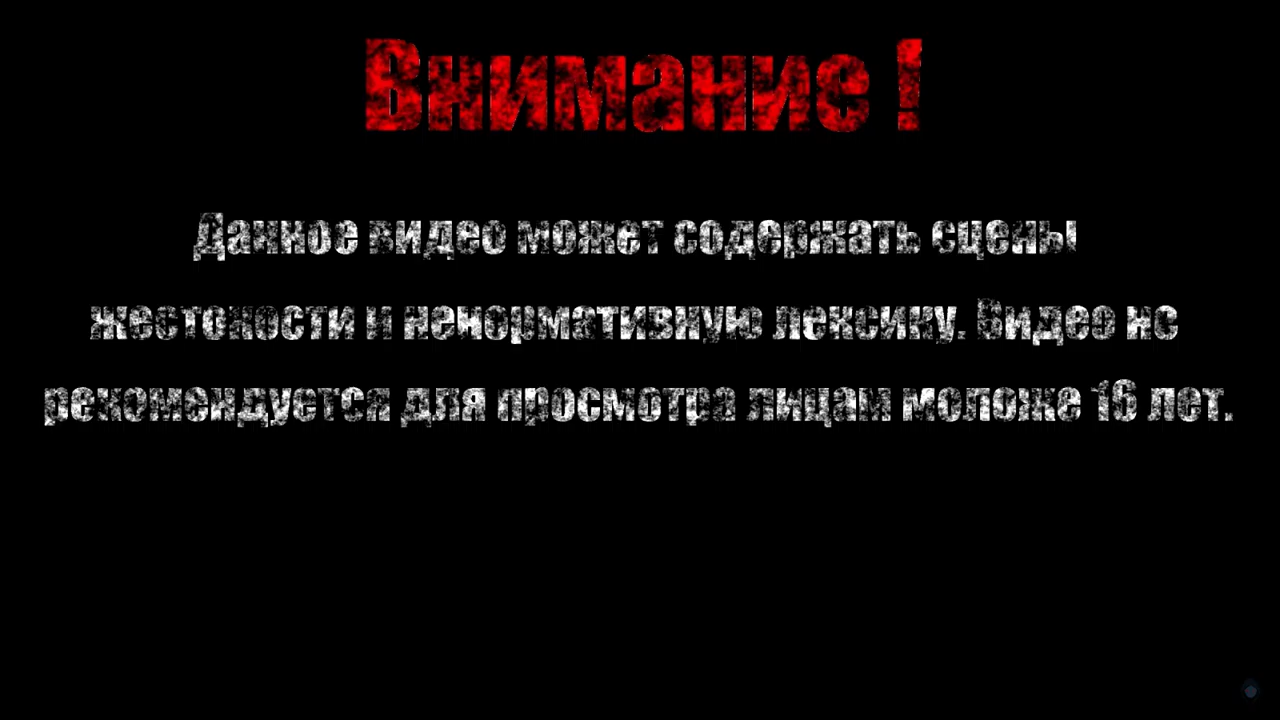 Внимание !
Данное видео может содержать сцены
жестокости и ненормативную лексику. Видео не
рекомендуется для просмотра лицам моложе 16 лет.